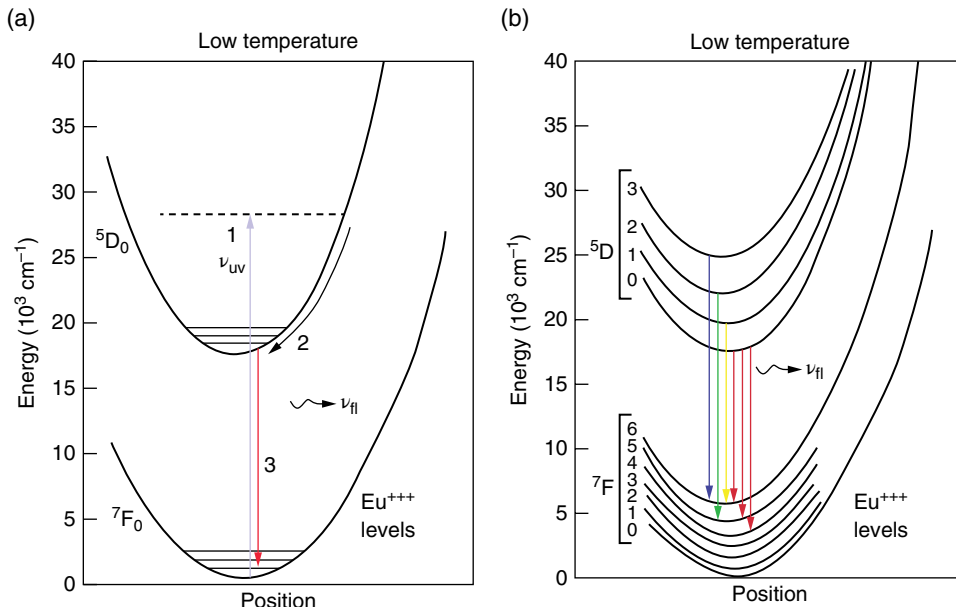 (a)
Low temperature
40
35
30
25
20
15
10
5
0
Energy (10³ cm⁻¹)
⁵D₀
1
ν_uv
2
ν_fl
3
⁷F₀
Eu⁺⁺⁺
levels
Position
(b)
Low temperature
40
35
30
25
20
15
10
5
0
Energy (10³ cm⁻¹)
⁵D
3
2
1
0
ν_fl
⁷F
6
5
4
3
2
1
0
Eu⁺⁺⁺
levels
Position